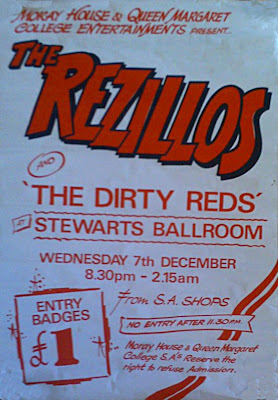 MORAY HOUSE & QUEEN MARGARET
COLLEGE ENTERTAINMENTS PRESENT...
THE
REZILLOS
AND
'THE DIRTY REDS'
AT STEWARTS BALLROOM
WEDNESDAY 7th DECEMBER
8.30pm - 2.15am
ENTRY
BADGES
£1
from S.A. SHOPS
NO ENTRY AFTER 11.30PM
Moray House & Queen Margaret
College S.A's Reserve the
right to refuse Admission.